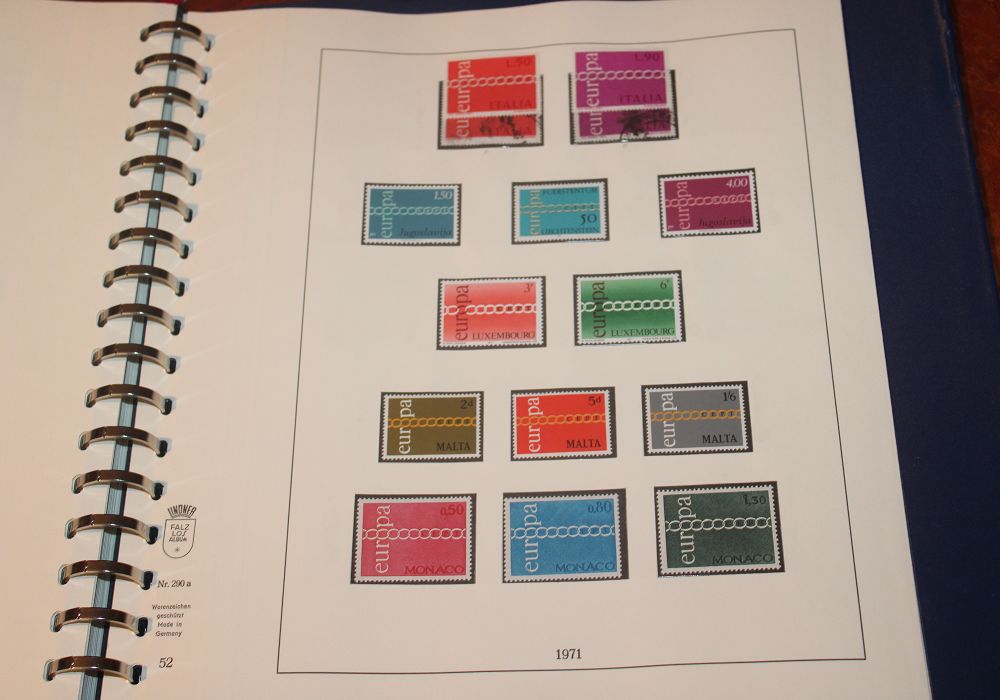 europa
L.50
ITALIA
europa
europa
L.90
ITALIA
europa
europa
1.50
Jugoslavija
europa
FÜRSTENTUM
50
LIECHTENSTEIN
europa
4.00
Jugoslavija
europa
3F
LUXEMBOURG
europa
6F
LUXEMBOURG
europa
2d
MALTA
europa
5d
MALTA
europa
1/6
MALTA
europa
0,50
MONACO
europa
0,80
MONACO
europa
1,30
MONACO
LINDNER
FALZ
LOS
ALBUM
Nr. 290 a
Warenzeichen
geschützt
Made in
Germany
52
1971